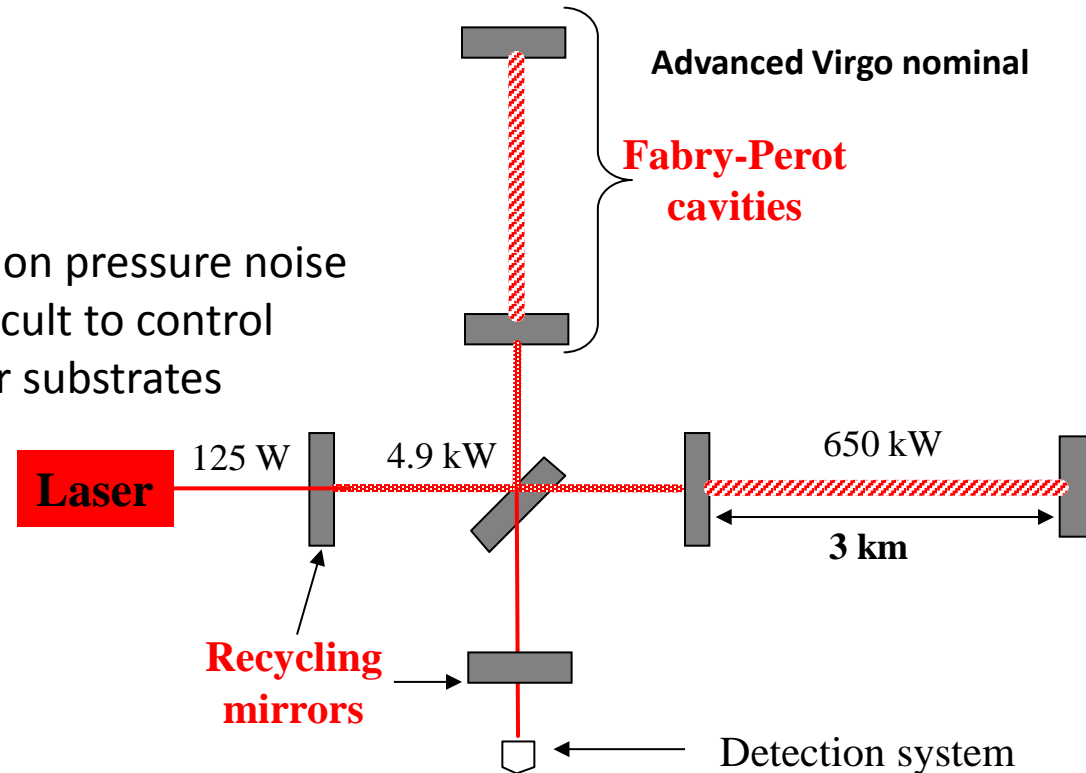 Advanced Virgo nominal
Fabry-Perot
cavities
on pressure noise
cult to control
r substrates
125 W
4.9 kW
650 kW
Laser
3 km
Recycling
mirrors
Detection system